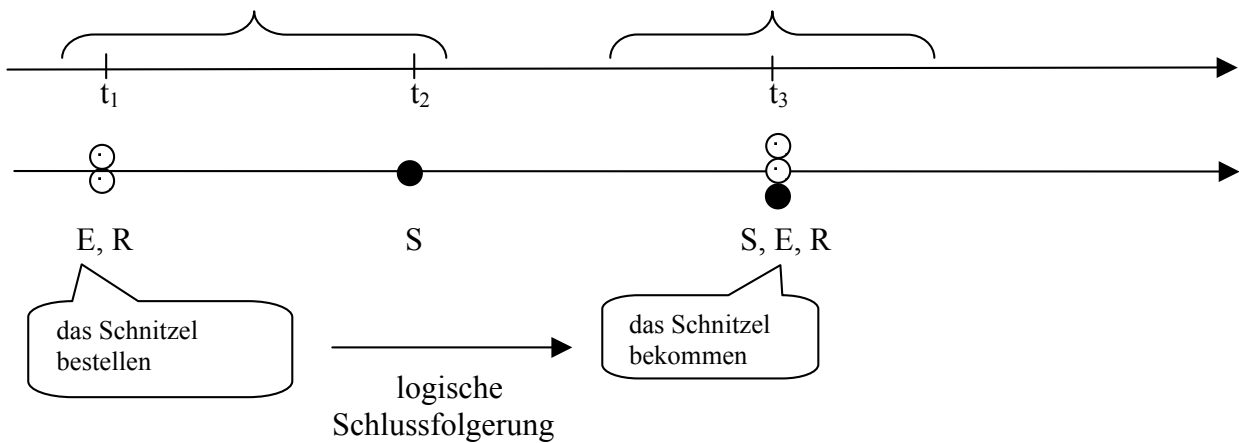 t₁ t₂ t₃
E, R S S, E, R
das Schnitzel
bestellen
das Schnitzel
bekommen
logische
Schlussfolgerung